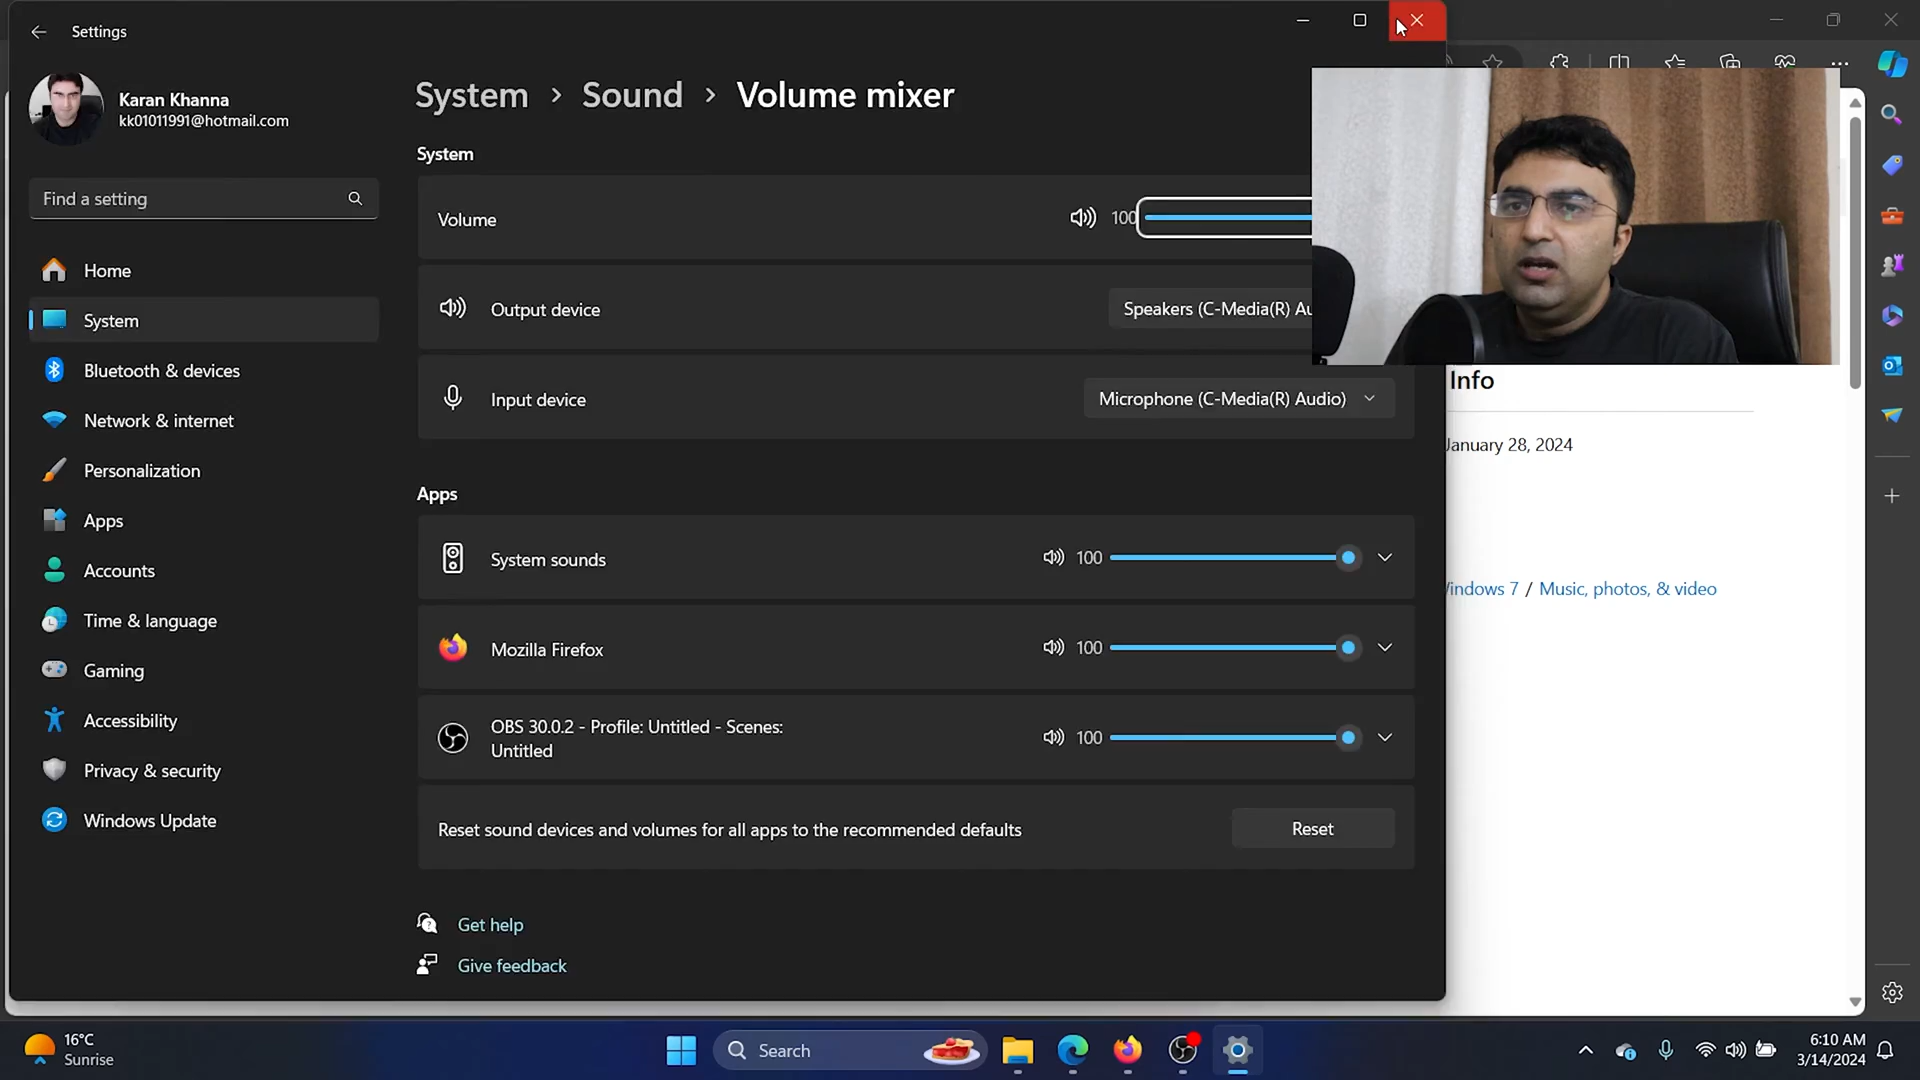 Settings
Karan Khanna
kk01011991@hotmail.com
Find a setting
Home
System
Bluetooth & devices
Network & internet
Personalization
Apps
Accounts
Time & language
Gaming
Accessibility
Privacy & security
Windows Update
System > Sound > Volume mixer
System
Volume 100
Output device Speakers (C-Media(R)
Input device Microphone (C-Media(R) Audio)
Apps
System sounds 100
Mozilla Firefox 100
OBS 30.0.2 - Profile: Untitled - Scenes:
Untitled 100
Reset sound devices and volumes for all apps to the recommended defaults Reset
Get help
Give feedback
Info
January 28, 2024
indows 7 / Music, photos, & video
16°C
Sunrise
Search
6:10 AM
3/14/2024